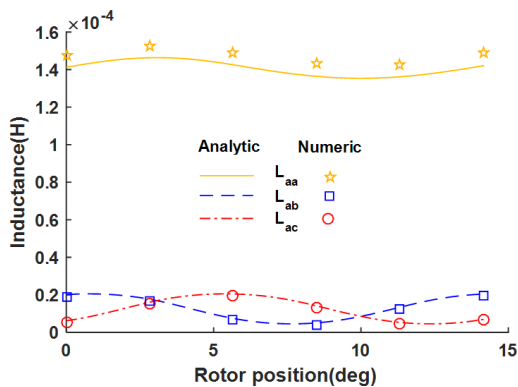 ×10⁻⁴
1.6
1.4
1.2
1
0.8
0.6
0.4
0.2
0
Inductance(H)
Analytic Numeric
L_aa
L_ab
L_ac
0 5 10 15
Rotor position(deg)